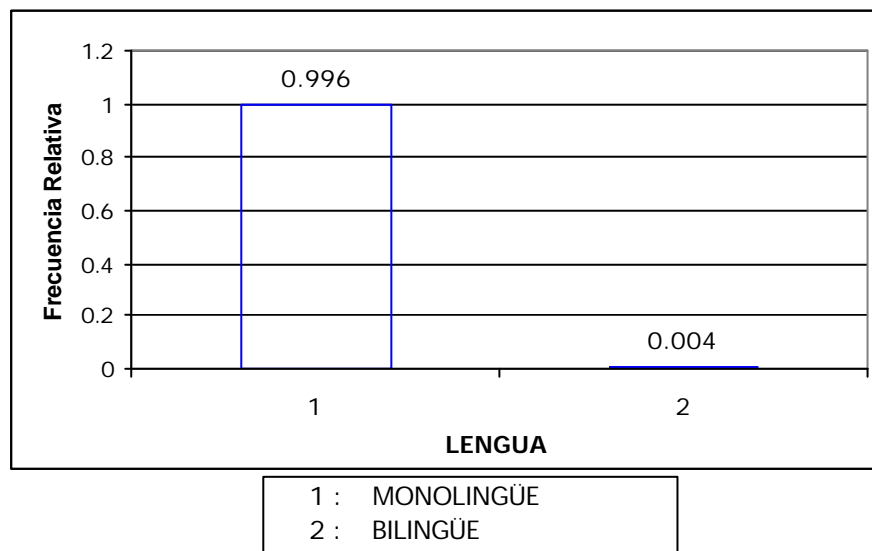 1.2
0.996
1
0.8
0.6
0.4
0.2
0.004
0
Frecuencia Relativa
1 2
LENGUA
1 : MONOLINGÜE
2 : BILINGÜE